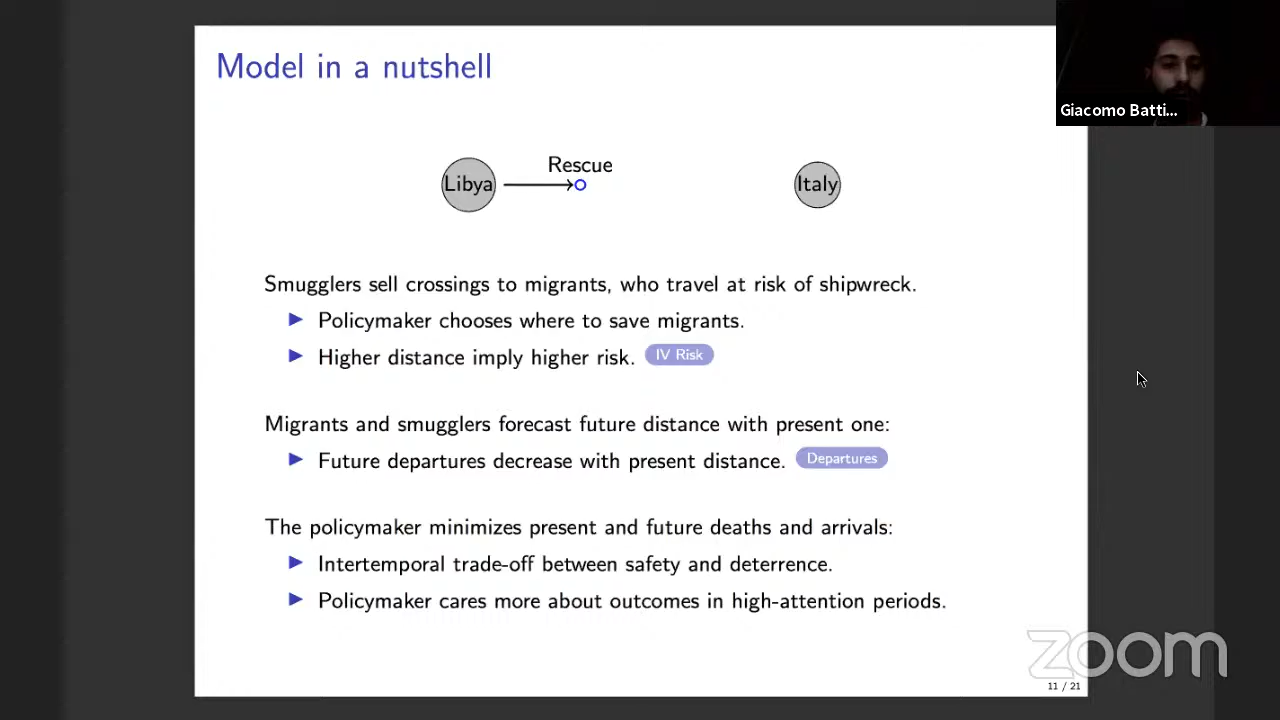 Model in a nutshell
Giacomo Batti...
Rescue
Libya
Italy
Smugglers sell crossings to migrants, who travel at risk of shipwreck.
Policymaker chooses where to save migrants.
Higher distance imply higher risk. IV Risk
Migrants and smugglers forecast future distance with present one:
Future departures decrease with present distance. Departures
The policymaker minimizes present and future deaths and arrivals:
Intertemporal trade-off between safety and deterrence.
Policymaker cares more about outcomes in high-attention periods.
zoom
11 / 21